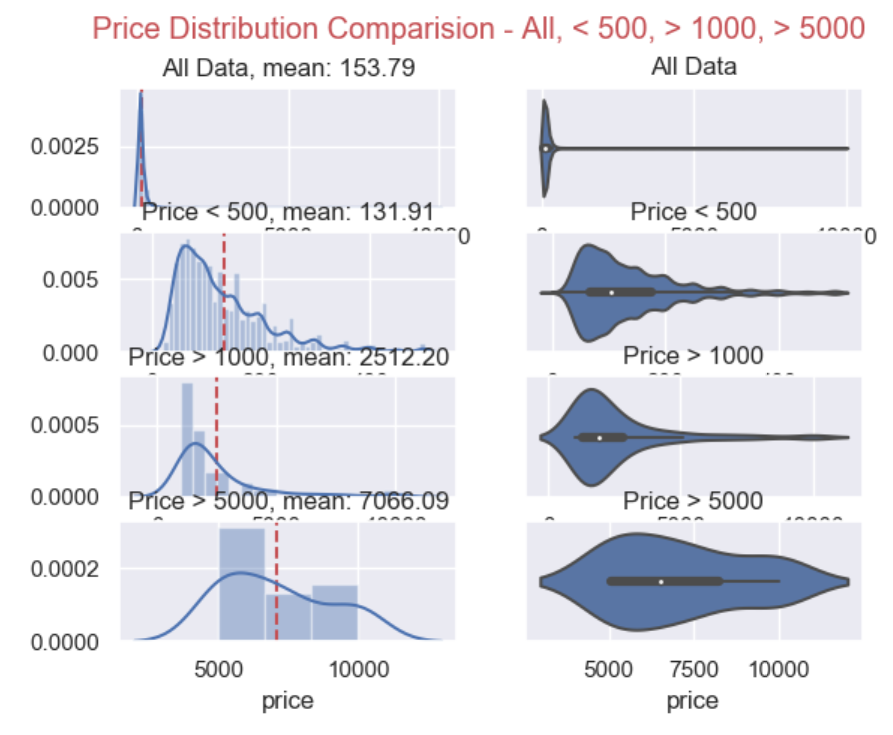 Price Distribution Comparision - All, < 500, > 1000, > 5000
All Data, mean: 153.79
All Data
0.0025
0.0000
Price < 500, mean: 131.91
Price < 500
0.005
0.000
Price > 1000, mean: 2512.20
Price > 1000
0.0005
0.0000
Price > 5000, mean: 7066.09
Price > 5000
0.0002
0.0000
5000 10000
5000 7500 10000
price
price